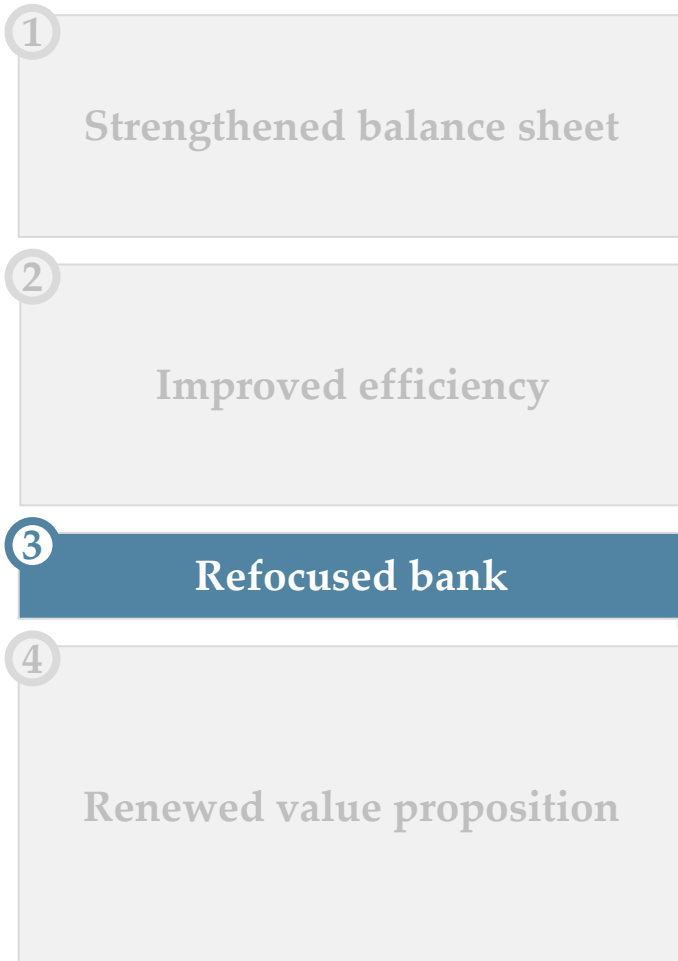 1
Strengthened balance sheet
2
Improved efficiency
3
Refocused bank
4
Renewed value proposition